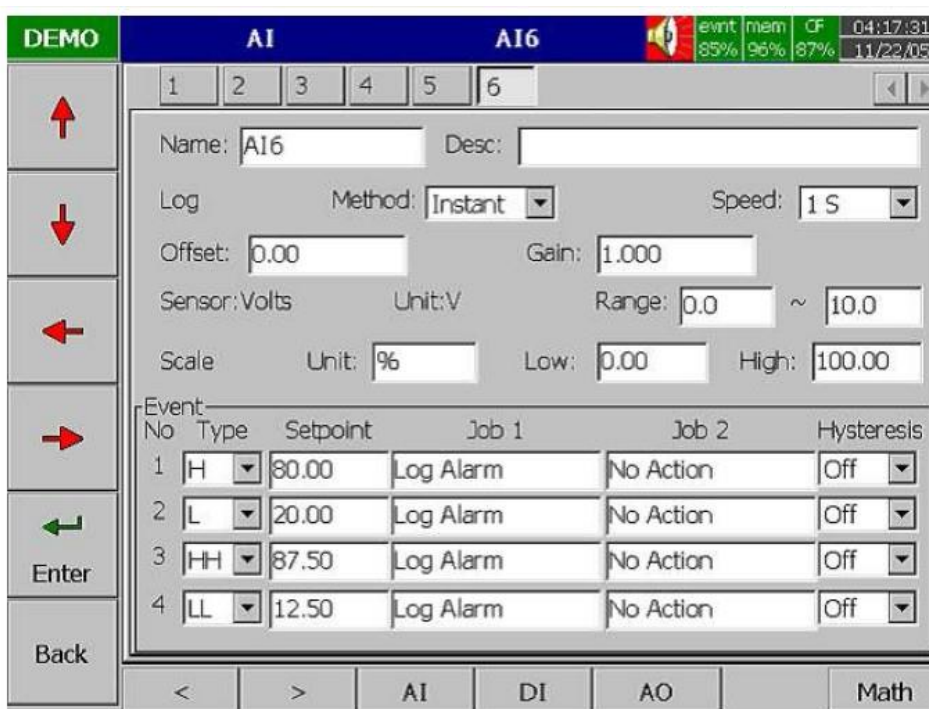 DEMO AI AI6 evnt mem CF 04:17:31
85% 96% 87% 11/22/05
1 2 3 4 5 6
Name: AI6 Desc:
Log Method: Instant Speed: 1 S
Offset: 0.00 Gain: 1.000
Sensor:Volts Unit:V Range: 0.0 ~ 10.0
Scale Unit: % Low: 0.00 High: 100.00
Event
No Type Setpoint Job 1 Job 2 Hysteresis
1 H 80.00 Log Alarm No Action Off
2 L 20.00 Log Alarm No Action Off
3 HH 87.50 Log Alarm No Action Off
4 LL 12.50 Log Alarm No Action Off
Enter
Back
< > AI DI AO Math